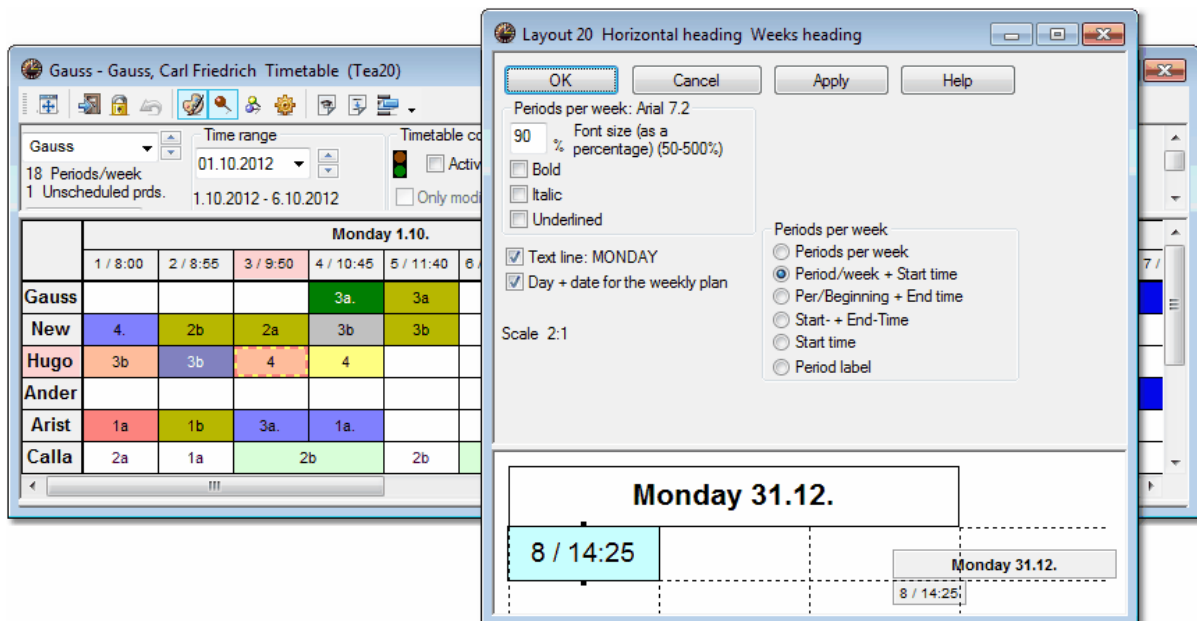 Gauss - Gauss, Carl Friedrich Timetable (Tea20)
Gauss
18 Periods/week
1 Unscheduled prds.
Time range
01.10.2012
1.10.2012 - 6.10.2012
Timetable co
Activ
Only modi
Monday 1.10.
1 / 8:00 2 / 8:55 3 / 9:50 4 / 10:45 5 / 11:40 6 /
7 /
Gauss 3a. 3a
New 4. 2b 2a 3b 3b
Hugo 3b 3b 4 4
Ander
Arist 1a 1b 3a. 1a.
Calla 2a 1a 2b 2b
Layout 20 Horizontal heading Weeks heading
OK Cancel Apply Help
Periods per week: Arial 7.2
90 % Font size (as a
percentage) (50-500%)
Bold
Italic
Underlined
Text line: MONDAY
Day + date for the weekly plan
Scale 2:1
Periods per week
Periods per week
Period/week + Start time
Per/Beginning + End time
Start- + End-Time
Start time
Period label
Monday 31.12.
8 / 14:25
Monday 31.12.
8 / 14:25